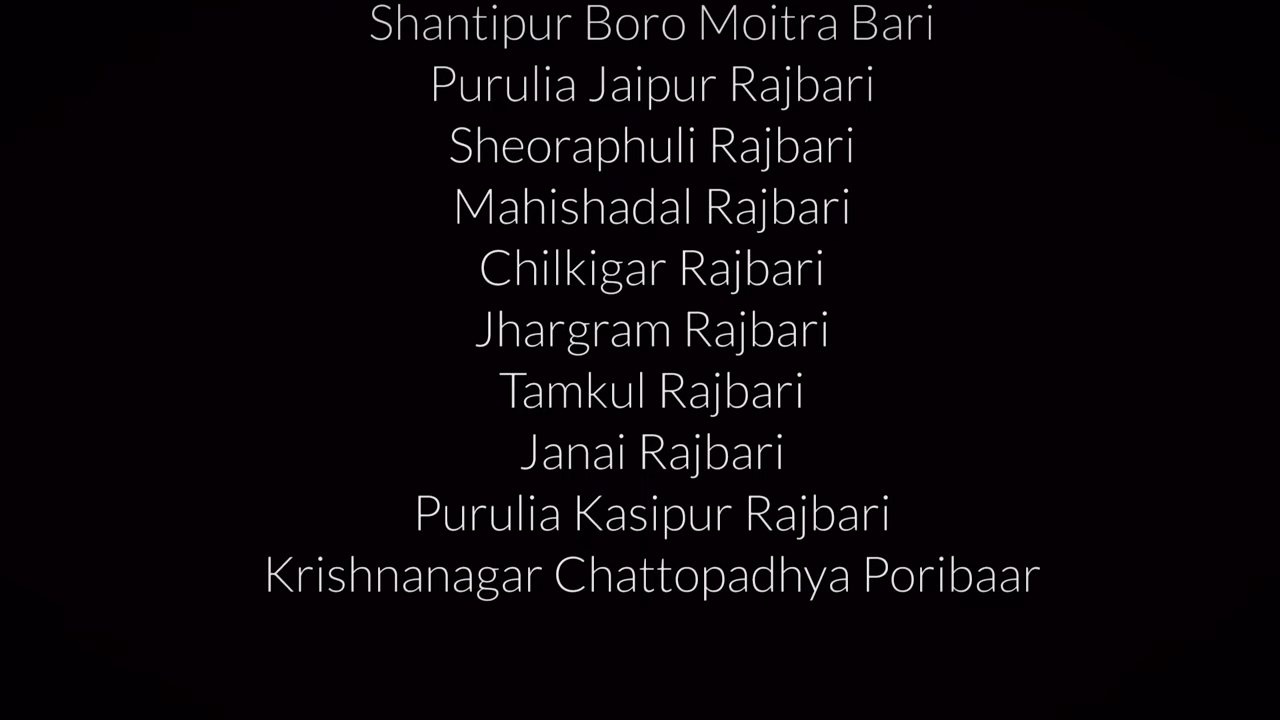 Shantipur Boro Moitra Bari
Purulia Jaipur Rajbari
Sheoraphuli Rajbari
Mahishadal Rajbari
Chilkigar Rajbari
Jhargram Rajbari
Tamkul Rajbari
Janai Rajbari
Purulia Kasipur Rajbari
Krishnanagar Chattopadhya Poribaar